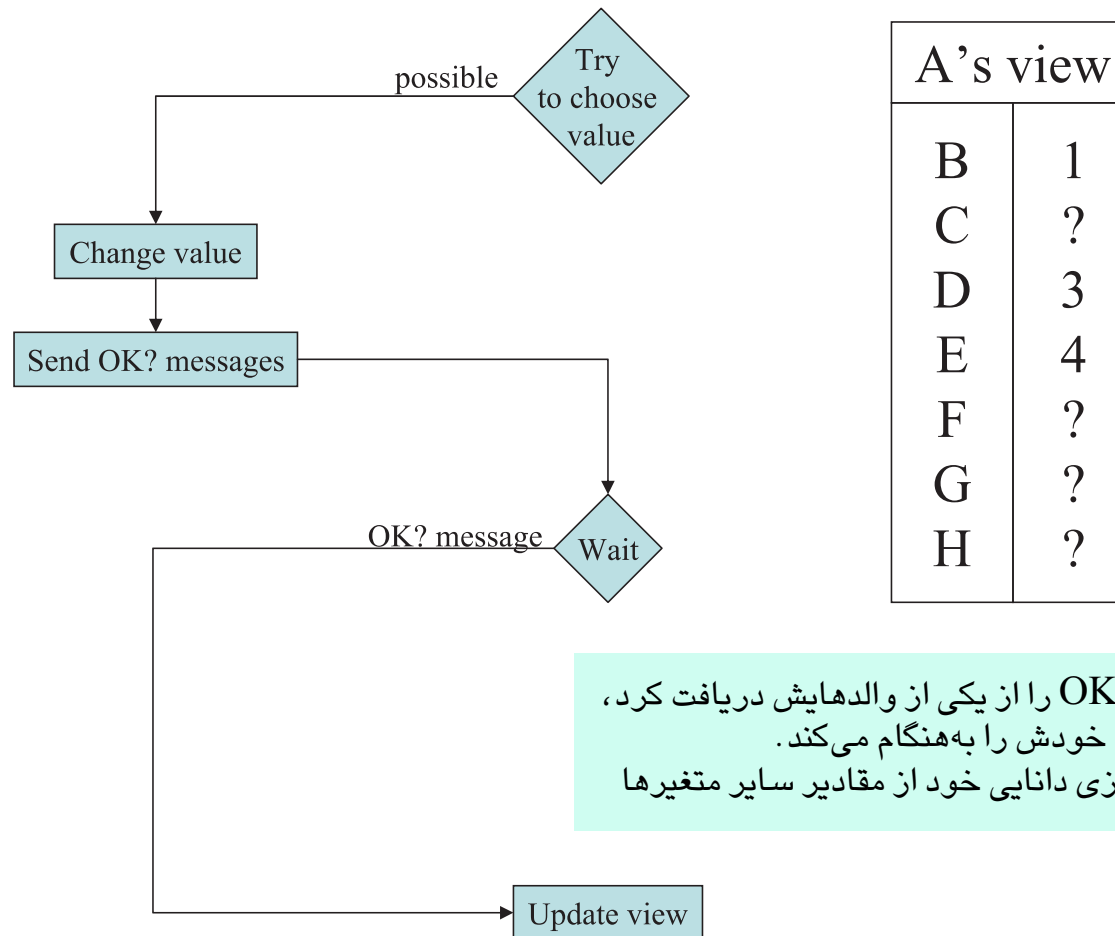 Try
to choose
value
possible
Change value
Send OK? messages
OK? message
Wait
Update view
A's view
B 1
C ?
D 3
E 4
F ?
G ?
H ?
OK را از یکی از والدهایش دریافت کرد،
خودش را به‌هنگام می‌کند.
دانایی خود از مقادیر سایر متغیرها